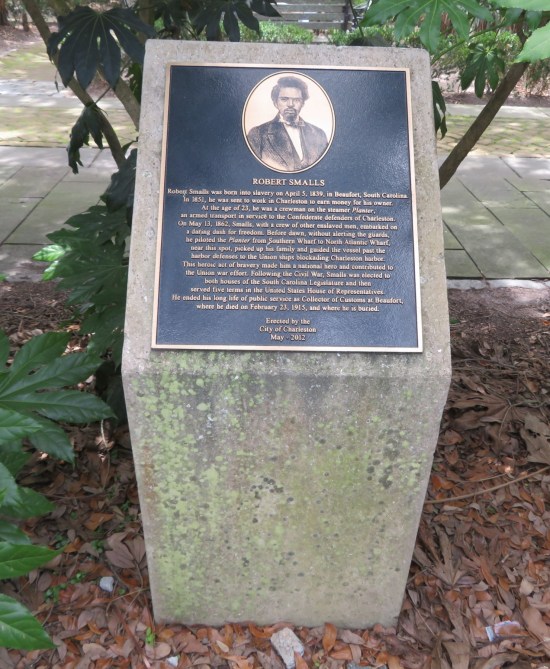 ROBERT SMALLS
Robert Smalls was born into slavery on April 5, 1839, in Beaufort, South Carolina.
In 1851, he was sent to work in Charleston to earn money for his owner.
At the age of 23, he was a crewman on the steamer Planter,
an armed transport in service to the Confederate defenders of Charleston.
On May 13, 1862, Smalls, with a crew of other enslaved men, embarked on
a daring dash for freedom. Before dawn, without alerting the guards,
he piloted the Planter from Southern Wharf to North Atlantic Wharf,
near this spot, picked up his family and guided the vessel past the
harbor defenses to the Union ships blockading Charleston harbor.
This heroic act of bravery made him a national hero and contributed to
the Union war effort. Following the Civil War, Smalls was elected to
both houses of the South Carolina Legislature and then
served five terms in the United States House of Representatives.
He ended his long life of public service as Collector of Customs at Beaufort,
where he died on February 23, 1915, and where he is buried.
Erected by the
City of Charleston
May - 2012